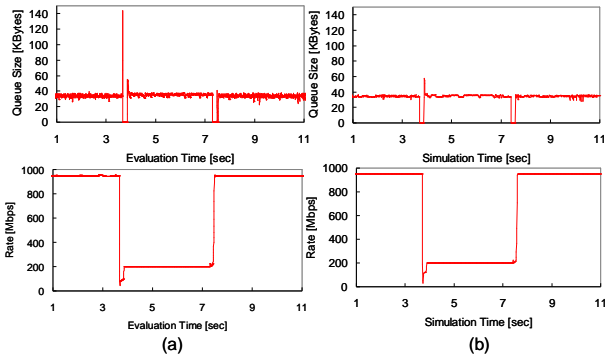 Queue Size [KBytes]
140
120
100
80
60
40
20
0
1 3 5 7 9 11
Evaluation Time [sec]
Queue Size [KBytes]
140
120
100
80
60
40
20
0
1 3 5 7 9 11
Simulation Time [sec]
Rate [Mbps]
1000
800
600
400
200
0
1 3 5 7 9 11
Evaluation Time [sec]
(a)
Rate [Mbps]
1000
800
600
400
200
0
1 3 5 7 9 11
Simulation Time [sec]
(b)